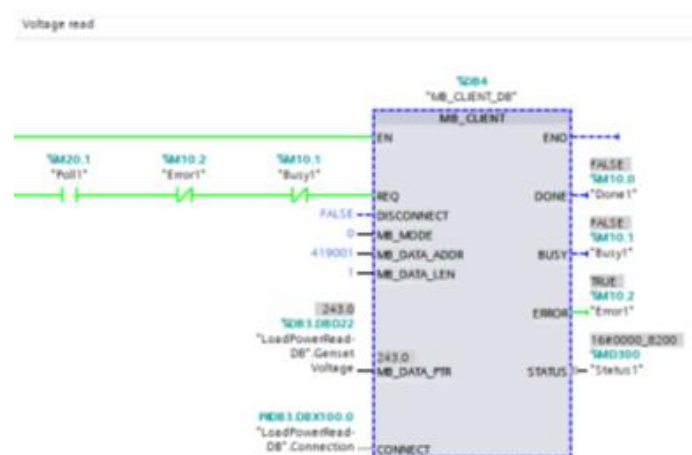 Voltage read
%DB4
"MB_CLIENT_DB"
MB_CLIENT
EN
ENO
%M20.1
"Poll1"
%M10.2
"Error1"
%M10.1
"Busy1"
REQ
FALSE
DISCONNECT
0
MB_MODE
419001
MB_DATA_ADDR
1
MB_DATA_LEN
243.0
%DB3.DBD22
"LoadPowerRead-
DB".Genset
Voltage
243.0
MB_DATA_PTR
P#DB3.DBX100.0
"LoadPowerRead-
DB".Connection
CONNECT
FALSE
%M10.0
DONE
"Done1"
FALSE
%M10.1
BUSY
"Busy1"
TRUE
%M10.2
ERROR
"Error1"
16#0000_8200
%MD300
STATUS
"Status1"